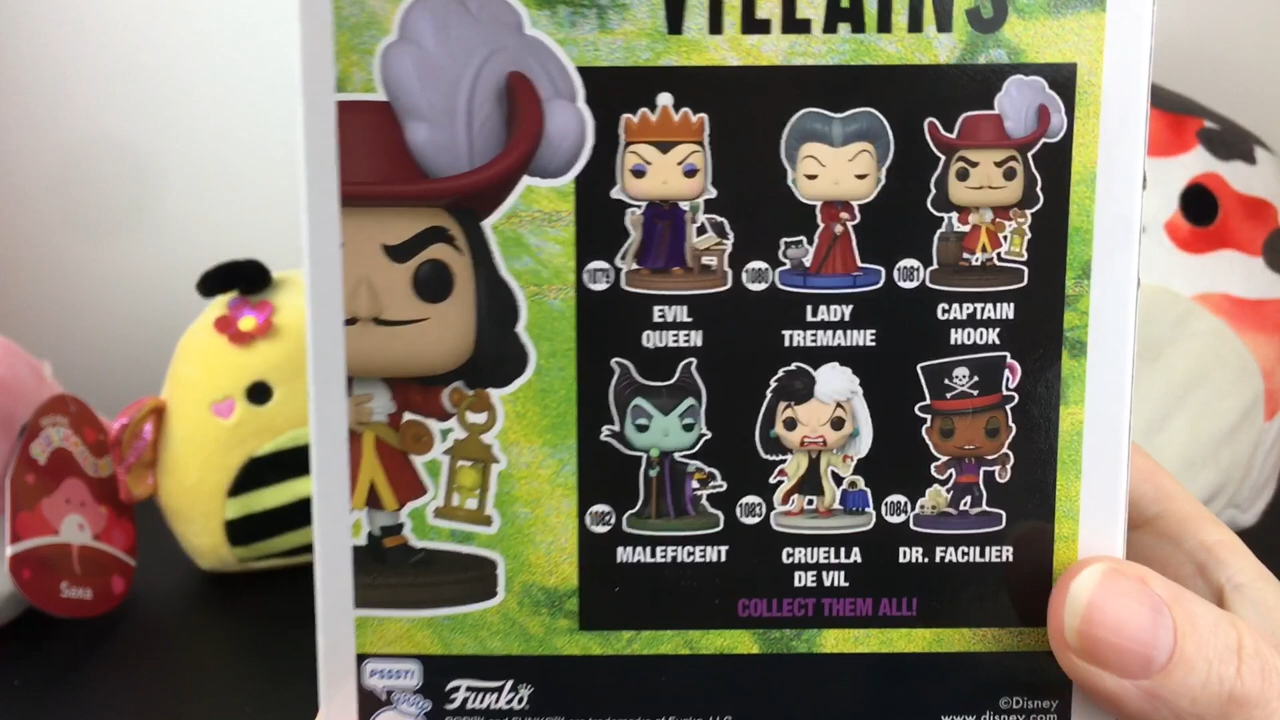 VILLAINS
1079
1080
1081
EVIL
QUEEN
LADY
TREMAINE
CAPTAIN
HOOK
1082
1083
1084
MALEFICENT
CRUELLA
DE VIL
DR. FACILIER
COLLECT THEM ALL!
PSSST!
Funko
©Disney
www.disney.com
Sasa